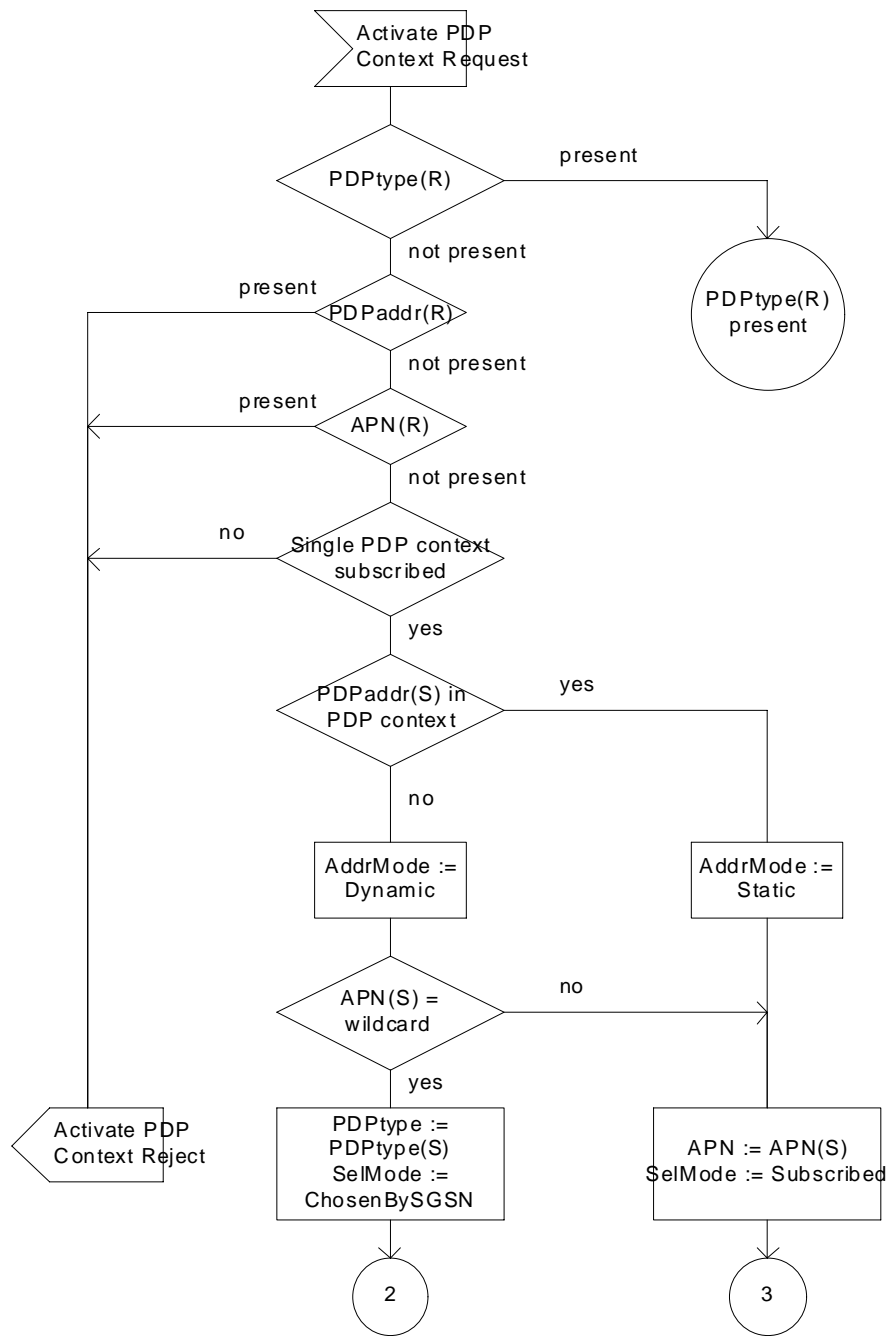 Activate PDP
Context Request
PDPtype(R)
present
not present
PDPtype(R)
present
present
PDPaddr(R)
not present
present
APN(R)
not present
no
Single PDP context
subscribed
yes
PDPaddr(S) in
PDP context
yes
no
AddrMode :=
Dynamic
AddrMode :=
Static
APN(S) =
wildcard
no
yes
Activate PDP
Context Reject
PDPtype :=
PDPtype(S)
SelMode :=
ChosenBySGSN
APN := APN(S)
SelMode := Subscribed
2
3